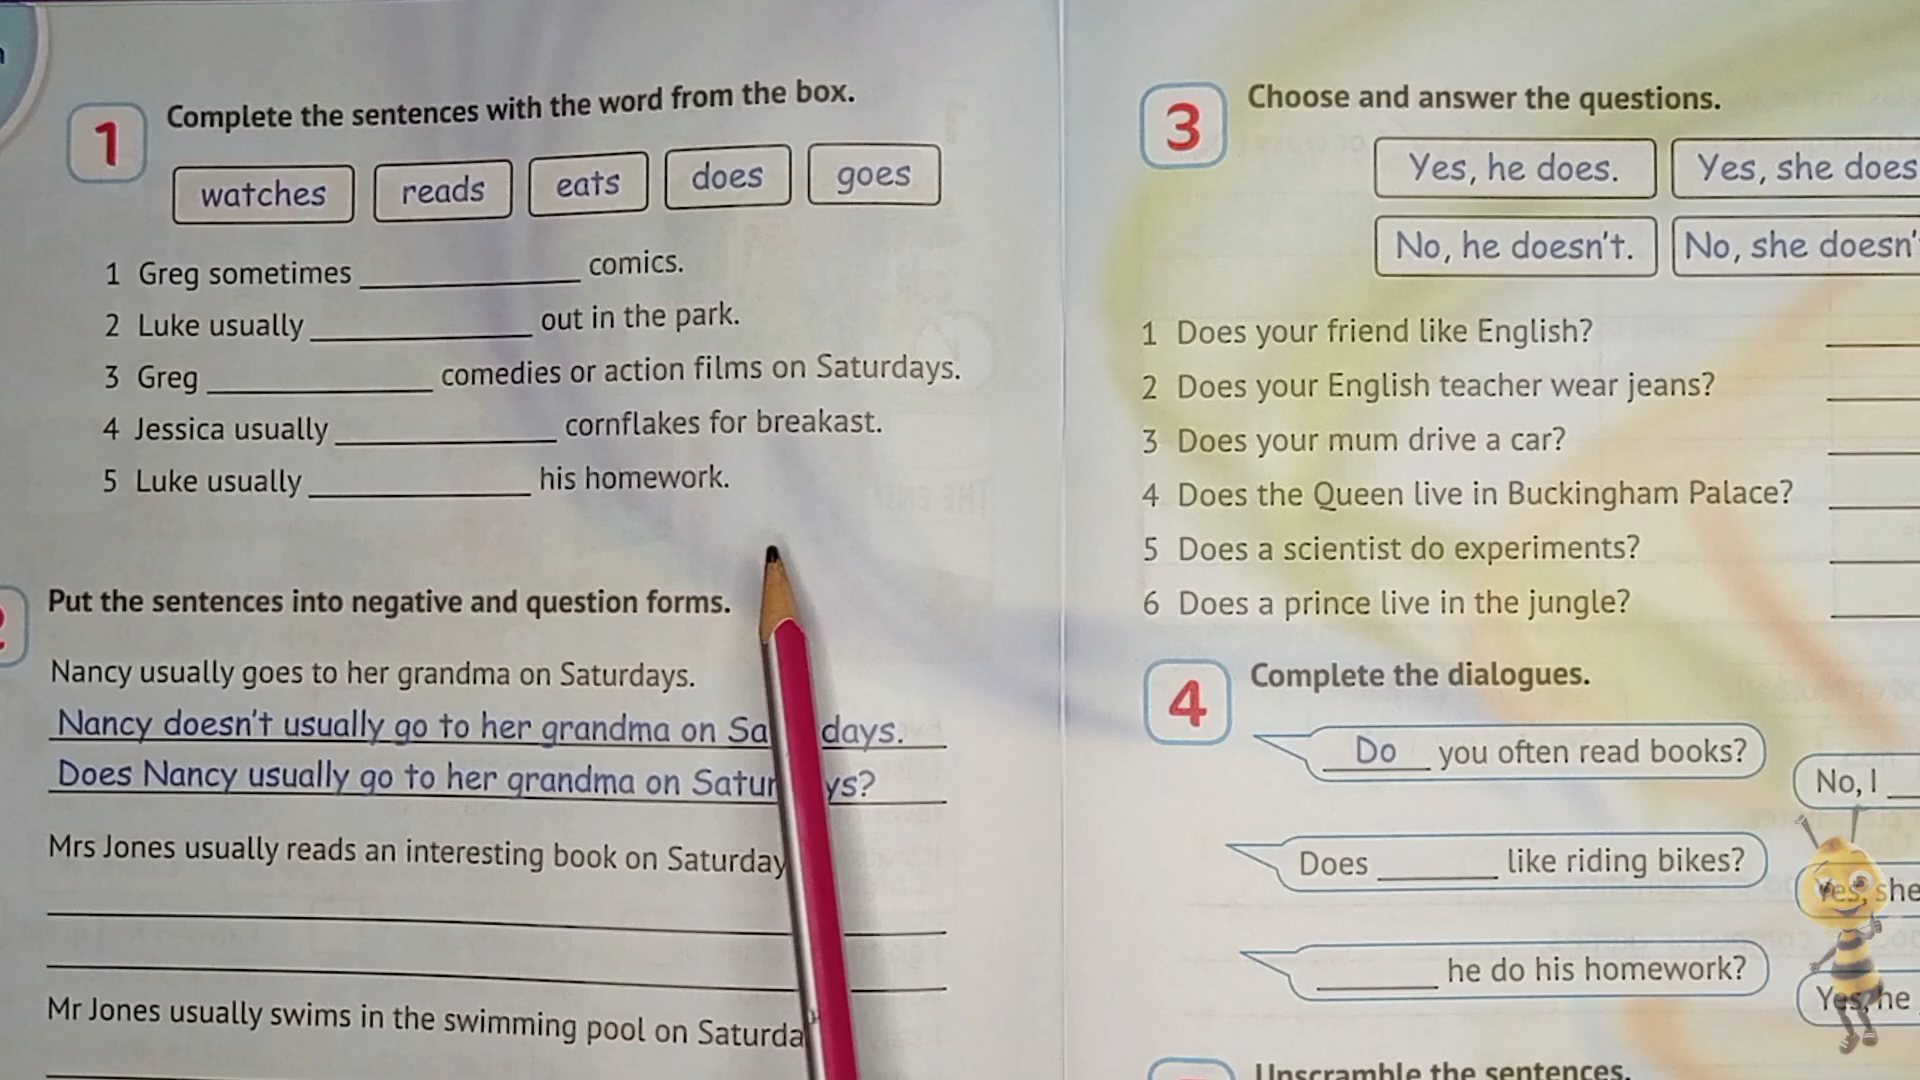 1
Complete the sentences with the word from the box.
watches reads eats does goes
1 Greg sometimes ____________ comics.
2 Luke usually ____________ out in the park.
3 Greg ____________ comedies or action films on Saturdays.
4 Jessica usually ____________ cornflakes for breakast.
5 Luke usually ____________ his homework.
Put the sentences into negative and question forms.
Nancy usually goes to her grandma on Saturdays.
Nancy doesn't usually go to her grandma on Sa days.
Does Nancy usually go to her grandma on Satur ys?
Mrs Jones usually reads an interesting book on Saturday
Mr Jones usually swims in the swimming pool on Saturda
3
Choose and answer the questions.
Yes, he does. Yes, she does
No, he doesn't. No, she doesn'
1 Does your friend like English?
2 Does your English teacher wear jeans?
3 Does your mum drive a car?
4 Does the Queen live in Buckingham Palace?
5 Does a scientist do experiments?
6 Does a prince live in the jungle?
4
Complete the dialogues.
Do you often read books?
No, I
Does ______ like riding bikes?
Yes, she
______ he do his homework?
Yes, he
Unscramble the sentences.